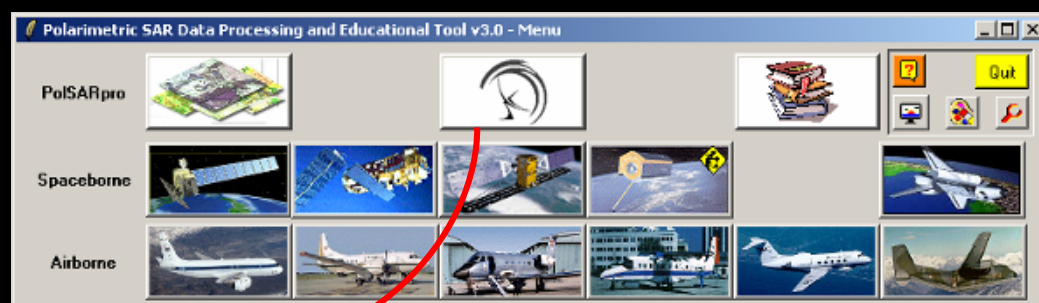 Polarimetric SAR Data Processing and Educational Tool v3.0 - Menu
PolSARpro
?
Quit
Spaceborne
Airborne